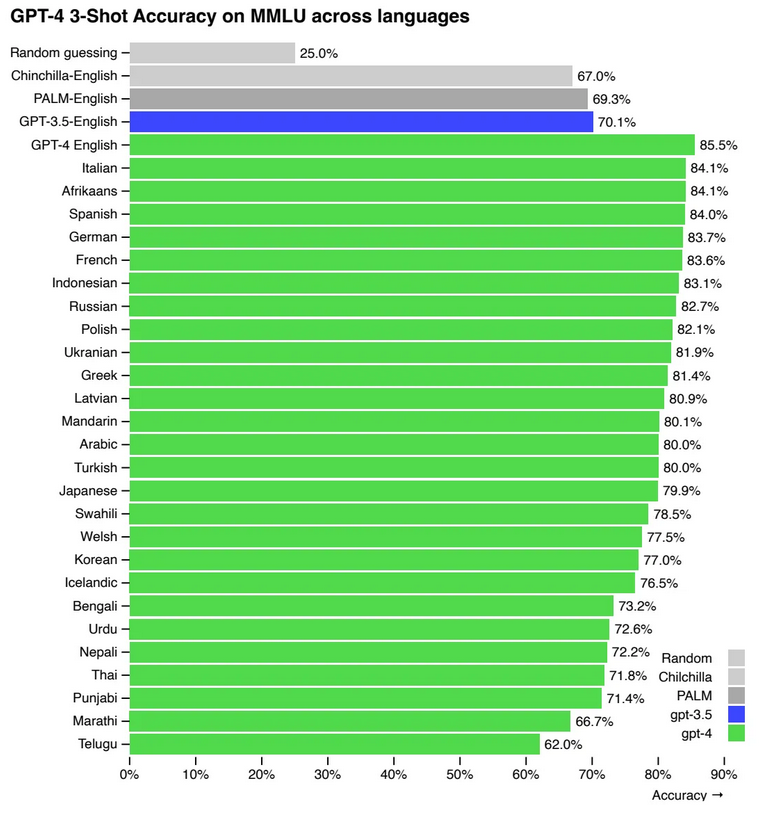 GPT-4 3-Shot Accuracy on MMLU across languages
Random guessing 25.0%
Chinchilla-English 67.0%
PALM-English 69.3%
GPT-3.5-English 70.1%
GPT-4 English 85.5%
Italian 84.1%
Afrikaans 84.1%
Spanish 84.0%
German 83.7%
French 83.6%
Indonesian 83.1%
Russian 82.7%
Polish 82.1%
Ukranian 81.9%
Greek 81.4%
Latvian 80.9%
Mandarin 80.1%
Arabic 80.0%
Turkish 80.0%
Japanese 79.9%
Swahili 78.5%
Welsh 77.5%
Korean 77.0%
Icelandic 76.5%
Bengali 73.2%
Urdu 72.6%
Nepali 72.2%
Thai 71.8%
Punjabi 71.4%
Marathi 66.7%
Telugu 62.0%
Random
Chilchilla
PALM
gpt-3.5
gpt-4
0% 10% 20% 30% 40% 50% 60% 70% 80% 90%
Accuracy →